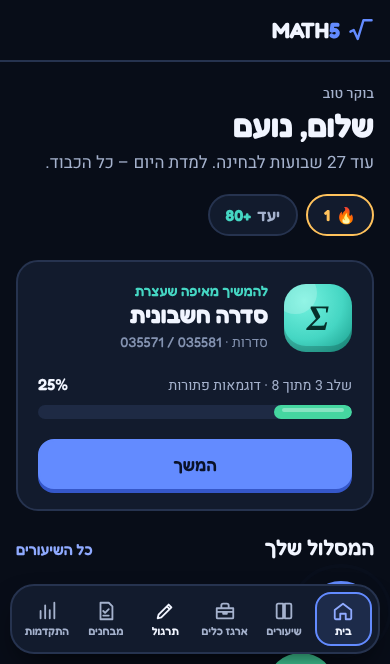 √ MATH5
בוקר טוב
שלום, נועם
עוד 27 שבועות לבחינה. למדת היום – כל הכבוד.
🔥 1
יעד 80+
Σ
להמשיך מאיפה שעצרת
סדרה חשבונית
סדרות · 035581 / 035571
שלב 3 מתוך 8 · דוגמאות פתורות
25%
המשך
המסלול שלך
כל השיעורים
בית
שיעורים
ארגז כלים
תרגול
מבחנים
התקדמות